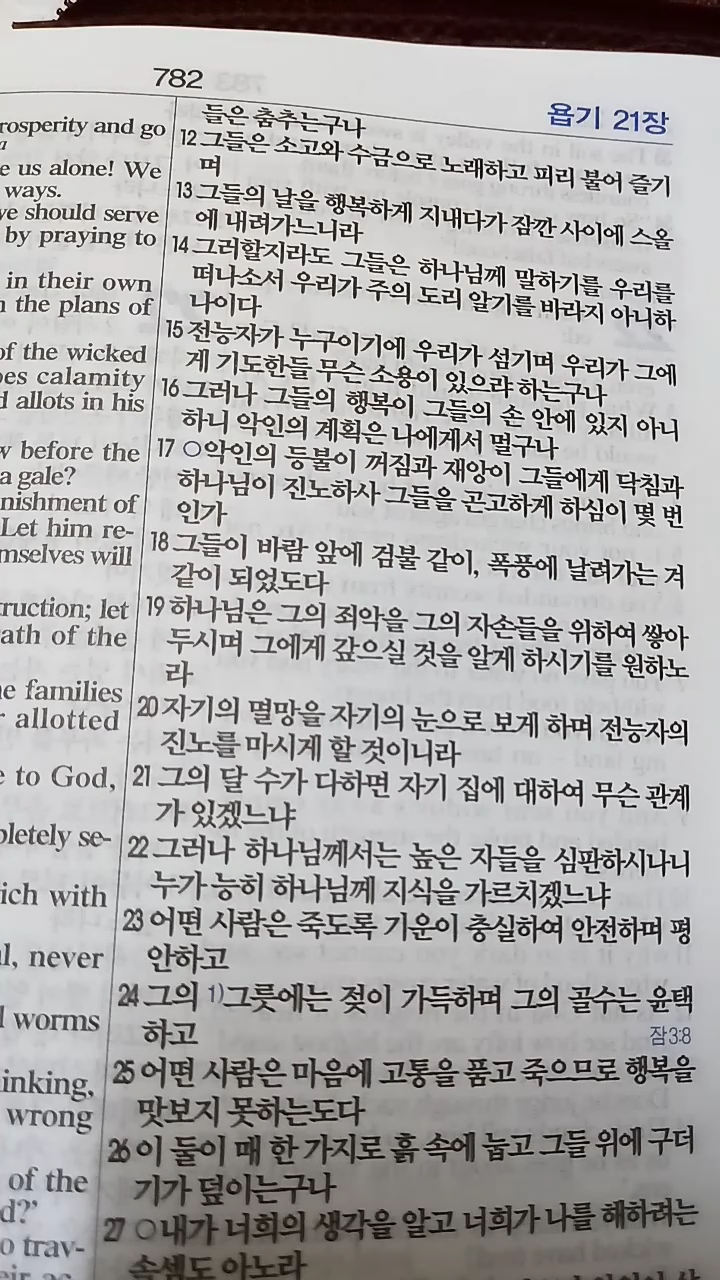 782
욥기 21장
rosperity and go
e us alone! We
ways.
ve should serve
by praying to
in their own
the plans of
of the wicked
oes calamity
d allots in his
w before the
a gale?
nishment of
Let him re-
mselves will
ruction; let
rath of the
e families
r allotted
e to God,
pletely se-
rich with
l, never
l worms
inking,
wrong
of the
d?'
o trav-
들은 춤추는구나
12 그들은 소고와 수금으로 노래하고 피리 불어 즐기
며
13 그들의 날을 행복하게 지내다가 잠깐 사이에 스올
에 내려가느니라
14 그러할지라도 그들은 하나님께 말하기를 우리를
떠나소서 우리가 주의 도리 알기를 바라지 아니하
나이다
15 전능자가 누구이기에 우리가 섬기며 우리가 그에
게 기도한들 무슨 소용이 있으랴 하는구나
16 그러나 그들의 행복이 그들의 손 안에 있지 아니
하니 악인의 계획은 나에게서 멀구나
17 ○악인의 등불이 꺼짐과 재앙이 그들에게 닥침과
하나님이 진노하사 그들을 곤고하게 하심이 몇 번
인가
18 그들이 바람 앞에 검불 같이, 폭풍에 날려가는 겨
같이 되었도다
19 하나님은 그의 죄악을 그의 자손들을 위하여 쌓아
두시며 그에게 갚으실 것을 알게 하시기를 원하노
라
20 자기의 멸망을 자기의 눈으로 보게 하며 전능자의
진노를 마시게 할 것이니라
21 그의 달 수가 다하면 자기 집에 대하여 무슨 관계
가 있겠느냐
22 그러나 하나님께서는 높은 자들을 심판하시나니
누가 능히 하나님께 지식을 가르치겠느냐
23 어떤 사람은 죽도록 기운이 충실하여 안전하며 평
안하고
24 그의 1)그릇에는 젖이 가득하며 그의 골수는 윤택
하고 잠3:8
25 어떤 사람은 마음에 고통을 품고 죽으므로 행복을
맛보지 못하는도다
26 이 둘이 매 한 가지로 흙 속에 눕고 그들 위에 구더
기가 덮이는구나
27 ○내가 너희의 생각을 알고 너희가 나를 해하려는
속셈도 아노라